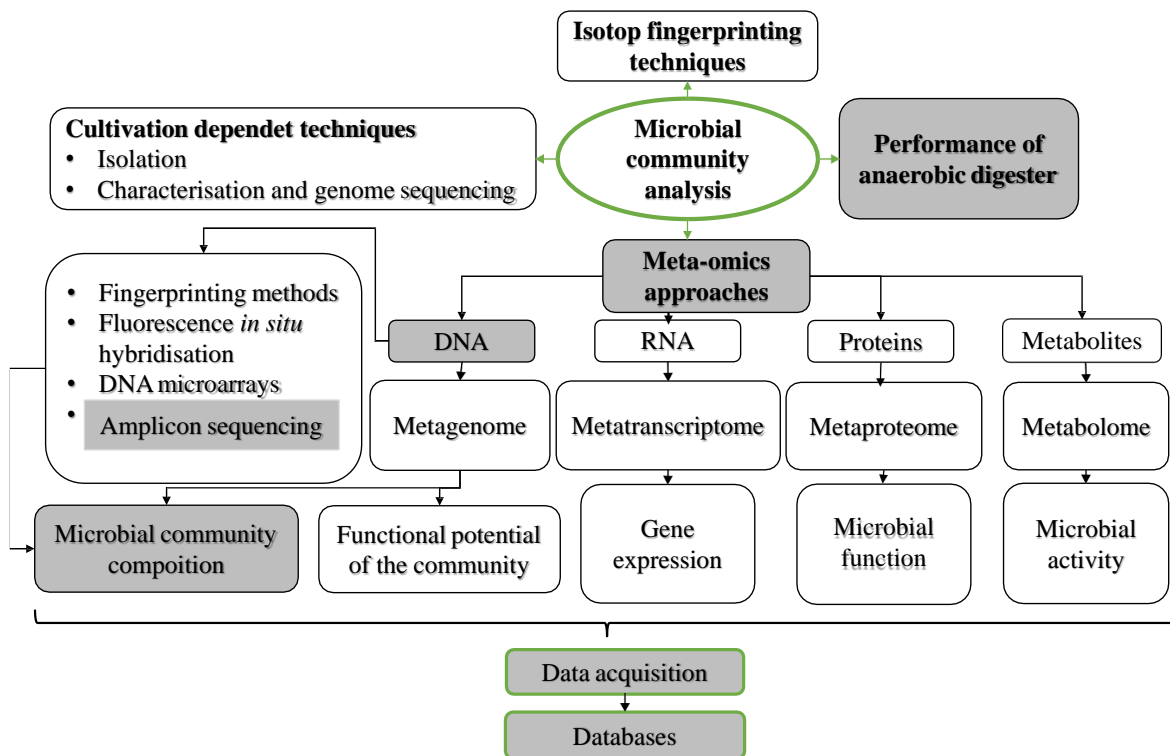 Isotop fingerprinting
techniques
Cultivation dependet techniques
• Isolation
• Characterisation and genome sequencing
Microbial
community
analysis
Performance of
anaerobic digester
Meta-omics
approaches
• Fingerprinting methods
• Fluorescence in situ
hybridisation
• DNA microarrays
• Amplicon sequencing
DNA
RNA
Proteins
Metabolites
Metagenome
Metatranscriptome
Metaproteome
Metabolome
Microbial community
compoition
Functional potential
of the community
Gene
expression
Microbial
function
Microbial
activity
Data acquisition
Databases